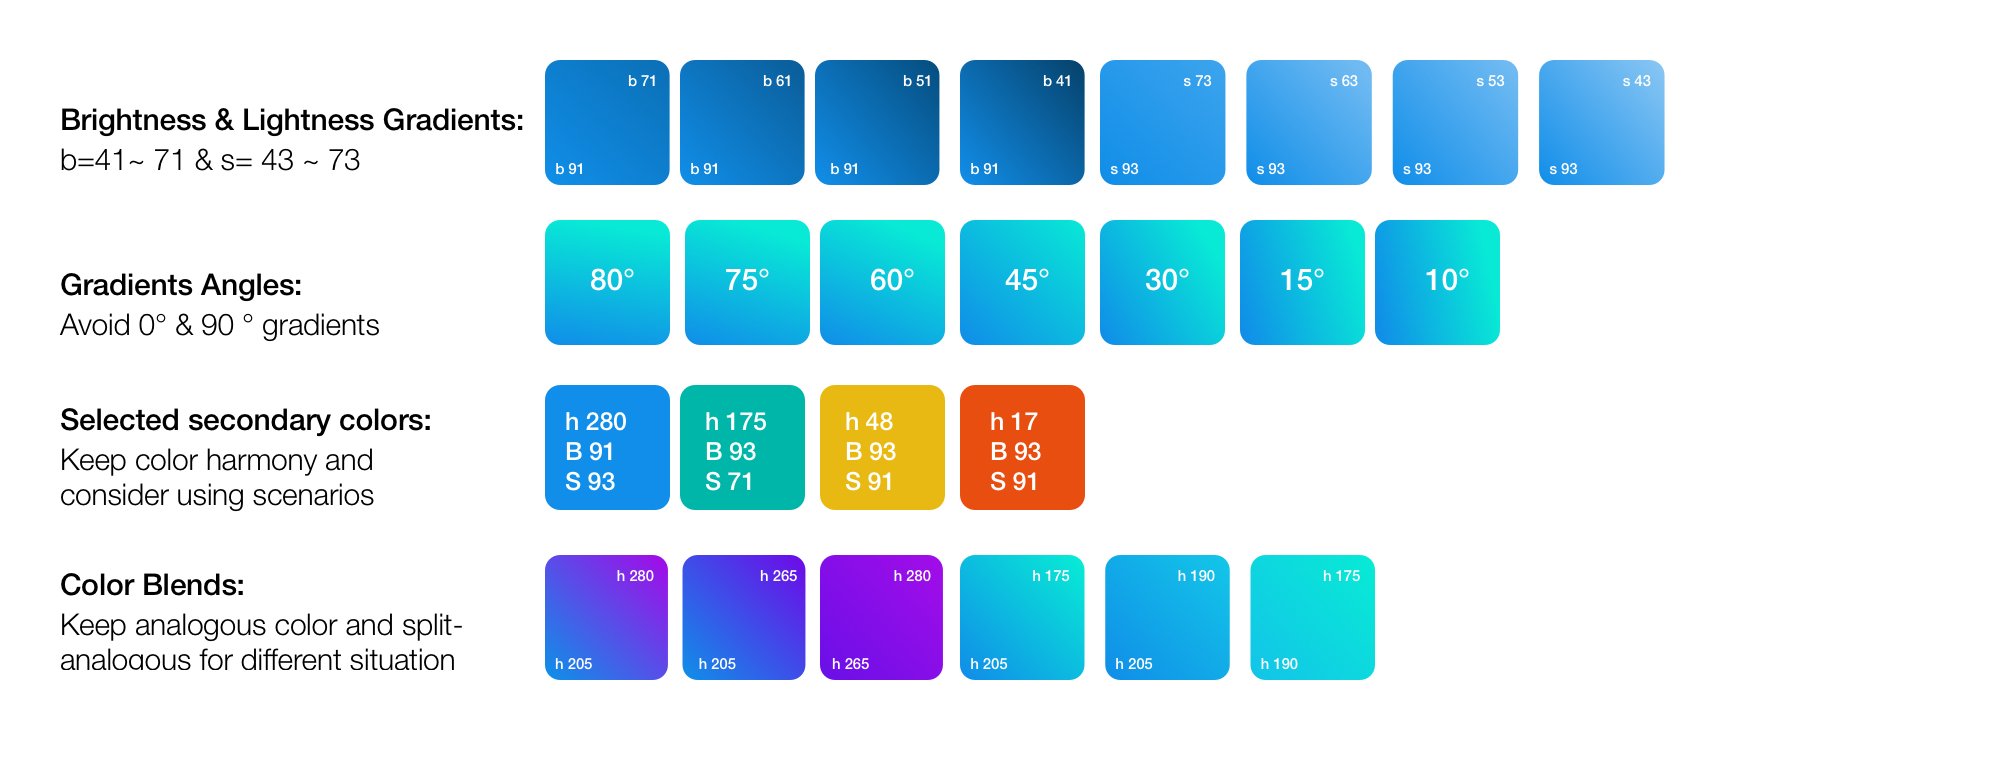 b 71
b 61
b 51
b 41
s 73
s 63
s 53
s 43
Brightness & Lightness Gradients:
b=41~ 71 & s= 43 ~ 73
b 91
b 91
b 91
b 91
s 93
s 93
s 93
s 93
80°
75°
60°
45°
30°
15°
10°
Gradients Angles:
Avoid 0° & 90 ° gradients
Selected secondary colors:
Keep color harmony and
consider using scenarios
h 280
B 91
S 93
h 175
B 93
S 71
h 48
B 93
S 91
h 17
B 93
S 91
Color Blends:
Keep analogous color and split-
analogous for different situation
h 280
h 265
h 280
h 175
h 190
h 175
h 205
h 205
h 265
h 205
h 205
h 190